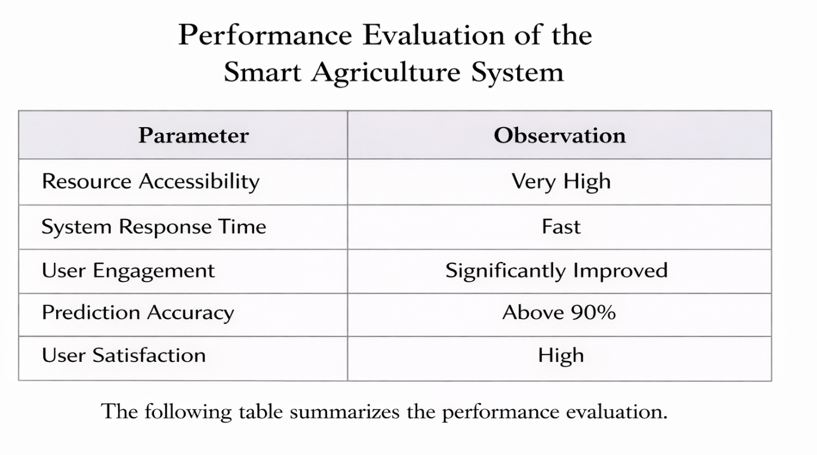 Performance Evaluation of the
Smart Agriculture System
Parameter Observation
Resource Accessibility Very High
System Response Time Fast
User Engagement Significantly Improved
Prediction Accuracy Above 90%
User Satisfaction High
The following table summarizes the performance evaluation.